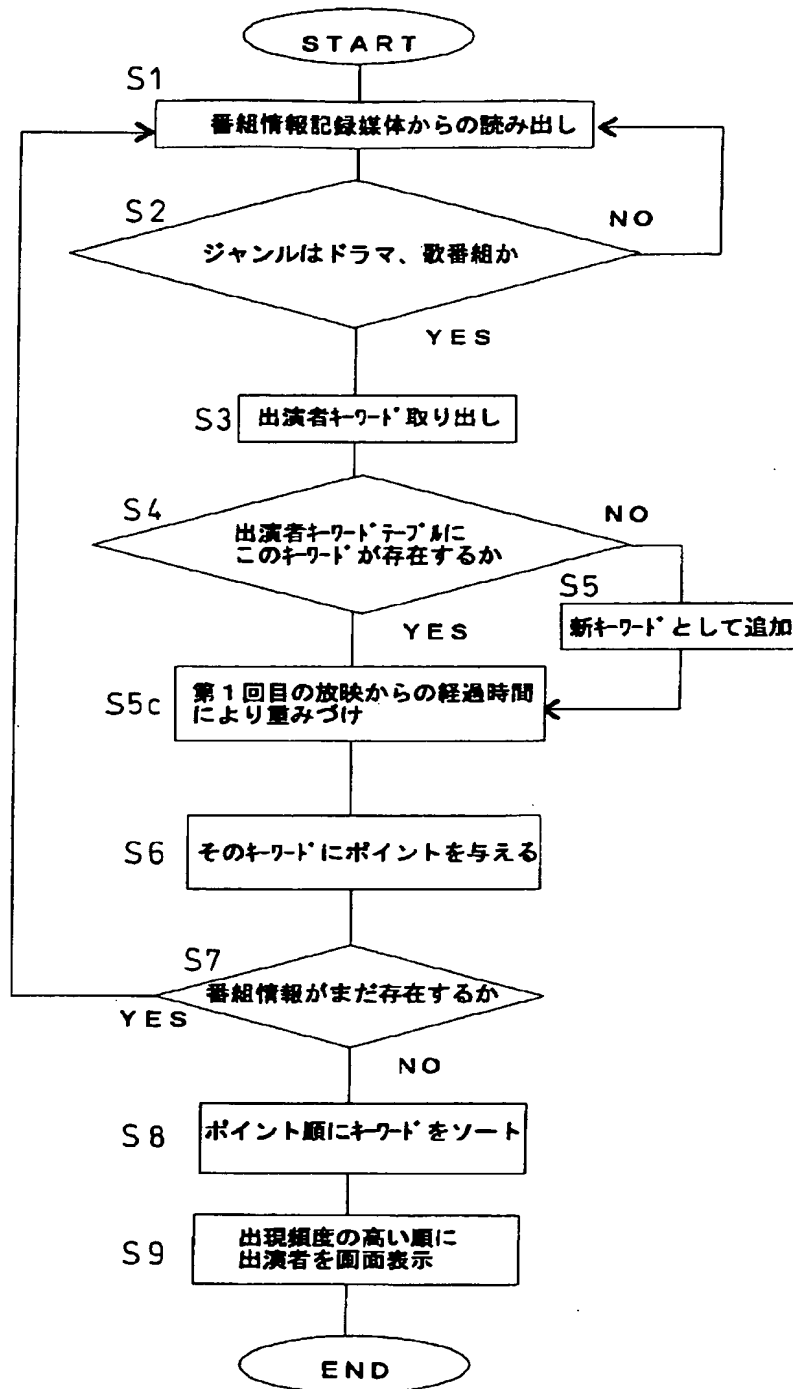 START
S1
番組情報記録媒体からの読み出し
S2
NO
ジャンルはドラマ、歌番組か
YES
S3
出演者ｷｰﾜｰﾄﾞ取り出し
S4
NO
出演者ｷｰﾜｰﾄﾞﾃｰﾌﾞﾙに
このｷｰﾜｰﾄﾞが存在するか
S5
新ｷｰﾜｰﾄﾞとして追加
YES
S5c
第1回目の放映からの経過時間
により重みづけ
S6
そのｷｰﾜｰﾄﾞにポイントを与える
S7
番組情報がまだ存在するか
YES
NO
S8
ポイント順にｷｰﾜｰﾄﾞをソート
S9
出現頻度の高い順に
出演者を画面表示
END